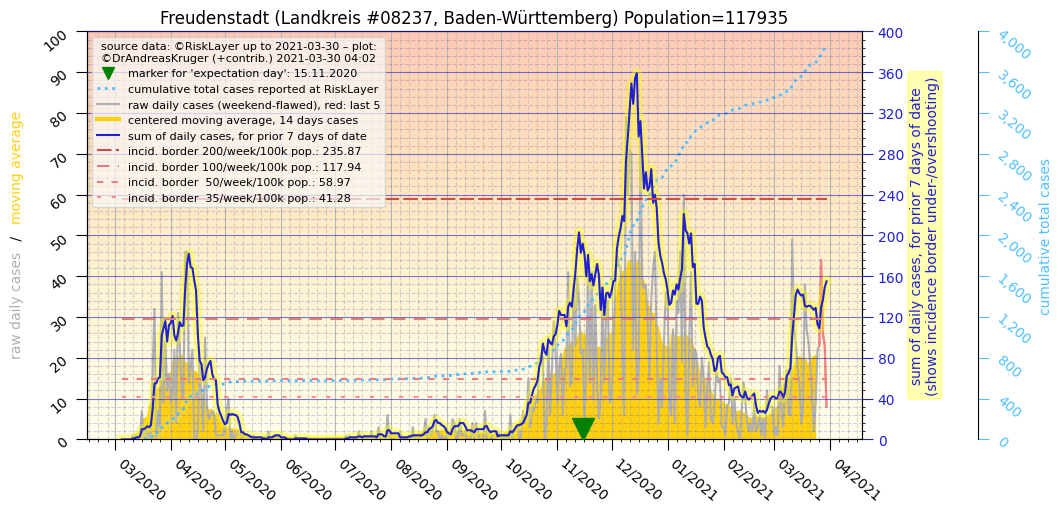 Freudenstadt (Landkreis #08237, Baden-Württemberg) Population=117935
source data: ©RiskLayer up to 2021-03-30 – plot:
©DrAndreasKruger (+contrib.) 2021-03-30 04:02
marker for 'expectation day': 15.11.2020
cumulative total cases reported at RiskLayer
raw daily cases (weekend-flawed), red: last 5
centered moving average, 14 days cases
sum of daily cases, for prior 7 days of date
incid. border 200/week/100k pop.: 235.87
incid. border 100/week/100k pop.: 117.94
incid. border  50/week/100k pop.: 58.97
incid. border  35/week/100k pop.: 41.28
raw daily cases / moving average
100
90
80
70
60
50
40
30
20
10
0
03/2020
04/2020
05/2020
06/2020
07/2020
08/2020
09/2020
10/2020
11/2020
12/2020
01/2021
02/2021
03/2021
04/2021
400
360
320
280
240
200
160
120
80
40
0
sum of daily cases, for prior 7 days of date
(shows incidence border under-/overshooting)
4,000
3,600
3,200
2,800
2,400
2,000
1,600
1,200
800
400
0
cumulative total cases